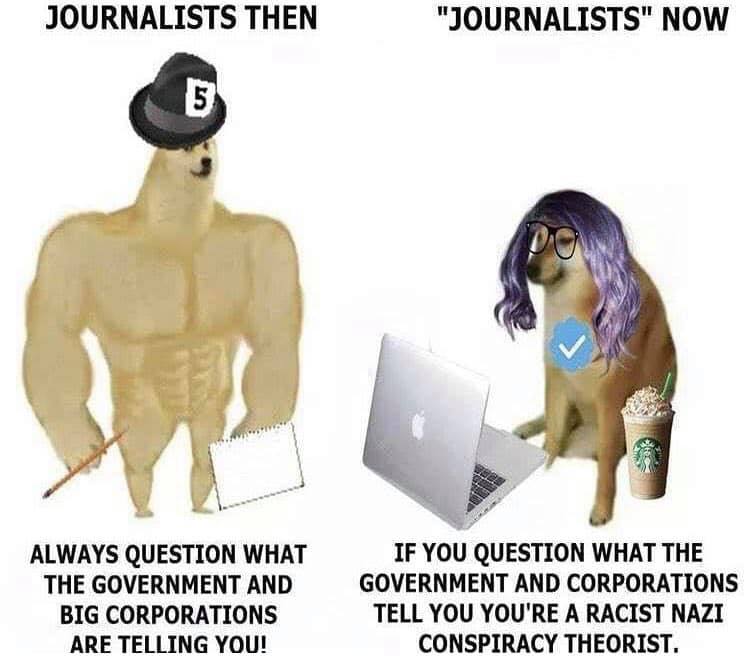 JOURNALISTS THEN
"JOURNALISTS" NOW
5
ALWAYS QUESTION WHAT
THE GOVERNMENT AND
BIG CORPORATIONS
ARE TELLING YOU!
IF YOU QUESTION WHAT THE
GOVERNMENT AND CORPORATIONS
TELL YOU YOU'RE A RACIST NAZI
CONSPIRACY THEORIST.